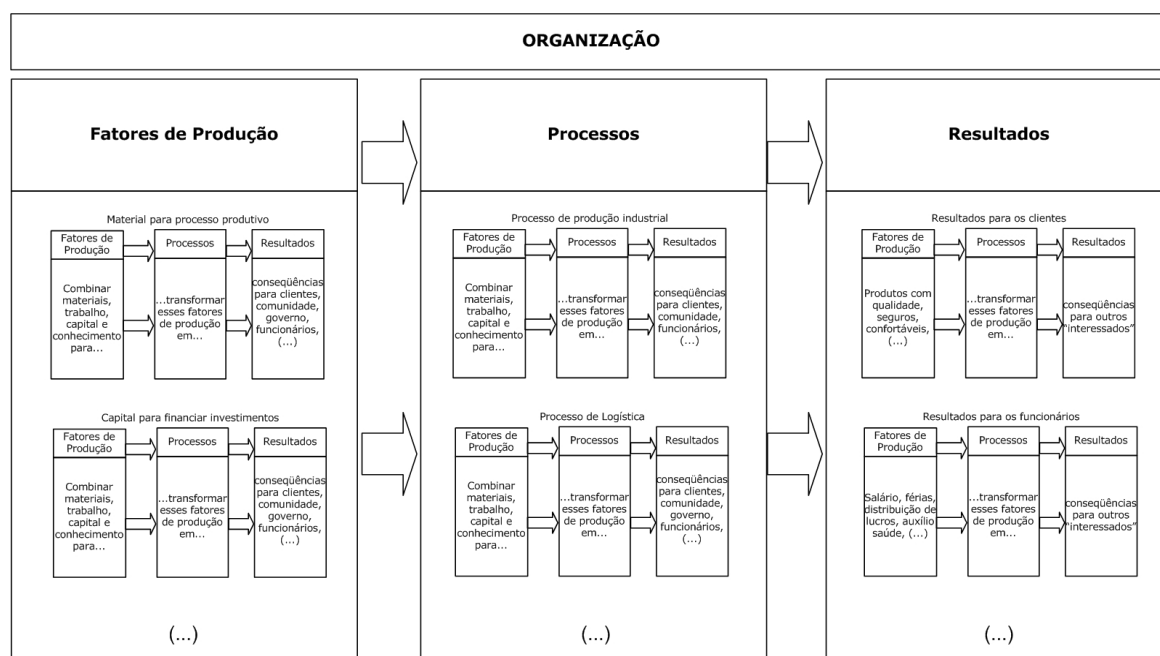 ORGANIZAÇÃO
Fatores de Produção
Material para processo produtivo
Fatores de
Produção
Processos
Resultados
Combinar
materiais,
trabalho,
capital e
conhecimento
para...
...transformar
esses fatores
de produção
em...
conseqüências
para clientes,
comunidade,
governo,
funcionários,
(...)
Capital para financiar investimentos
Fatores de
Produção
Processos
Resultados
Combinar
materiais,
trabalho,
capital e
conhecimento
para...
...transformar
esses fatores
de produção
em...
conseqüências
para clientes,
comunidade,
governo,
funcionários,
(...)
(...)
Processos
Processo de produção industrial
Fatores de
Produção
Processos
Resultados
Combinar
materiais,
trabalho,
capital e
conhecimento
para...
...transformar
esses fatores
de produção
em...
conseqüências
para clientes,
comunidade,
funcionários,
(...)
Processo de Logística
Fatores de
Produção
Processos
Resultados
Combinar
materiais,
trabalho,
capital e
conhecimento
para...
...transformar
esses fatores
de produção
em...
conseqüências
para clientes,
comunidade,
governo,
funcionários,
(...)
(...)
Resultados
Resultados para os clientes
Fatores de
Produção
Processos
Resultados
Produtos com
qualidade,
seguros,
confortáveis,
(...)
...transformar
esses fatores
de produção
em...
conseqüências
para outros
"interessados"
Resultados para os funcionários
Fatores de
Produção
Processos
Resultados
Salário, férias,
distribuição de
lucros, auxílio
saúde, (...)
...transformar
esses fatores
de produção
em...
conseqüências
para outros
"interessados"
(...)